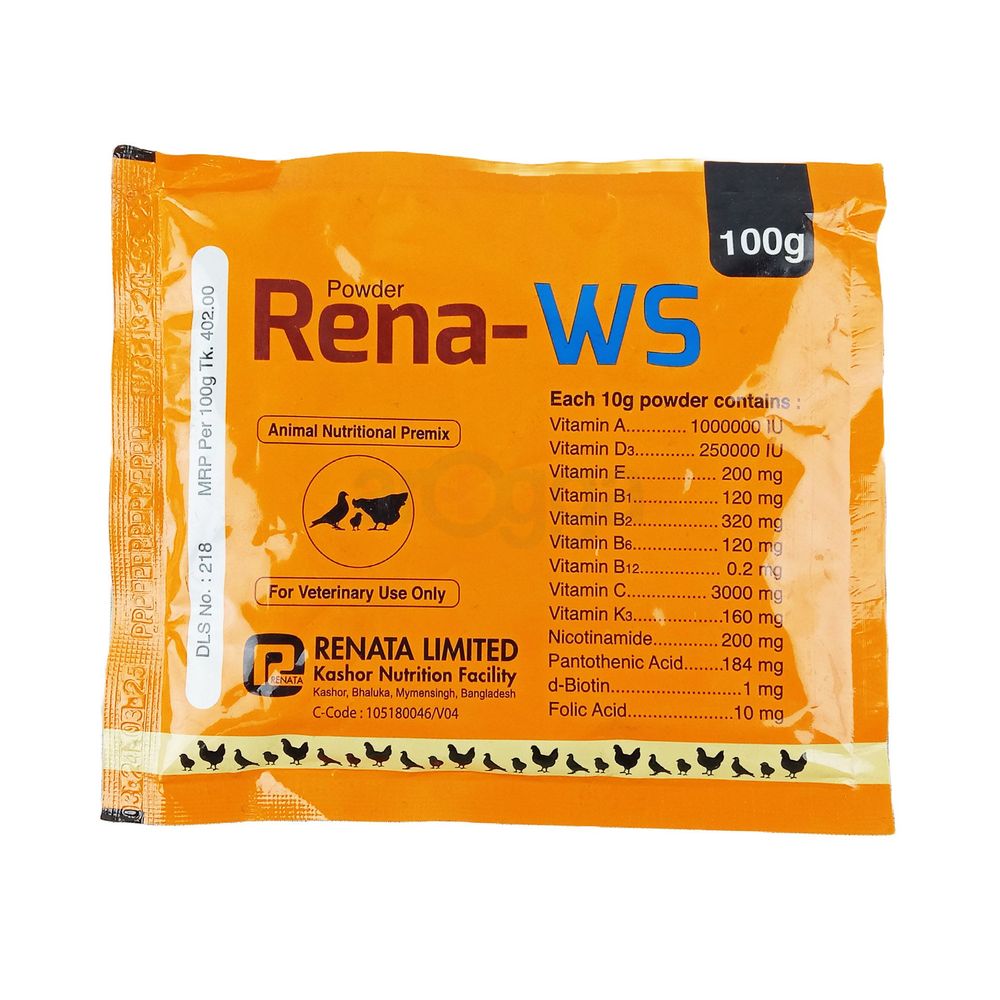 100g
Powder
Rena-WS
Animal Nutritional Premix
For Veterinary Use Only
RENATA
RENATA LIMITED
Kashor Nutrition Facility
Kashor, Bhaluka, Mymensingh, Bangladesh
C-Code : 105180046/V04
Each 10g powder contains :
Vitamin A............ 1000000 IU
Vitamin D3............ 250000 IU
Vitamin E................. 200 mg
Vitamin B1................. 120 mg
Vitamin B2................. 320 mg
Vitamin B6................. 120 mg
Vitamin B12................ 0.2 mg
Vitamin C................ 3000 mg
Vitamin K3.................160 mg
Nicotinamide............. 200 mg
Pantothenic Acid.......184 mg
d-Biotin..........................1 mg
Folic Acid.....................10 mg
DLS No. : 218 MRP Per 100g Tk. 402.00